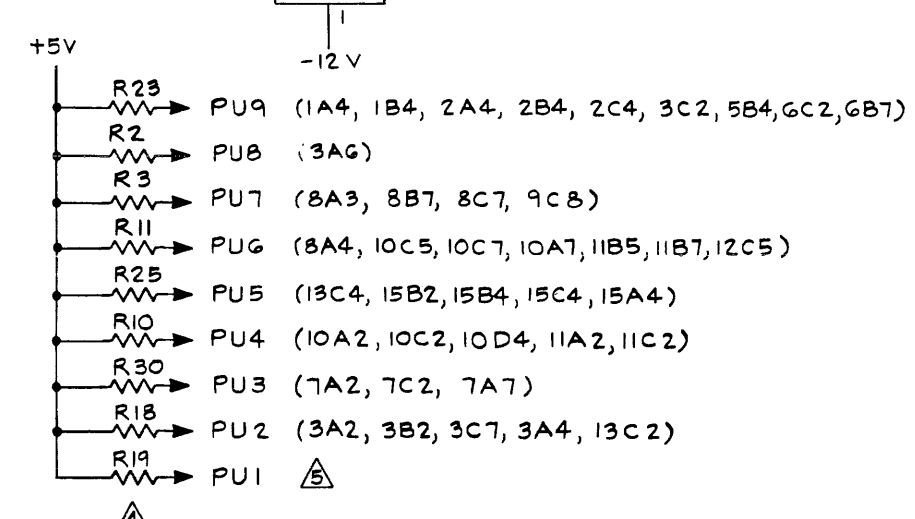 1
+5V
-12 V
R23 PU9 (1A4, 1B4, 2A4, 2B4, 2C4, 3C2, 5B4, 6C2, 6B7)
R2 PU8 (3A6)
R3 PU7 (8A3, 8B7, 8C7, 9C8)
R11 PU6 (8A4, 10C5, 10C7, 10A7, 11B5, 11B7, 12C5)
R25 PU5 (13C4, 15B2, 15B4, 15C4, 15A4)
R10 PU4 (10A2, 10C2, 10D4, 11A2, 11C2)
R30 PU3 (7A2, 7C2, 7A7)
R18 PU2 (3A2, 3B2, 3C7, 3A4, 13C2)
R19 PU1 5